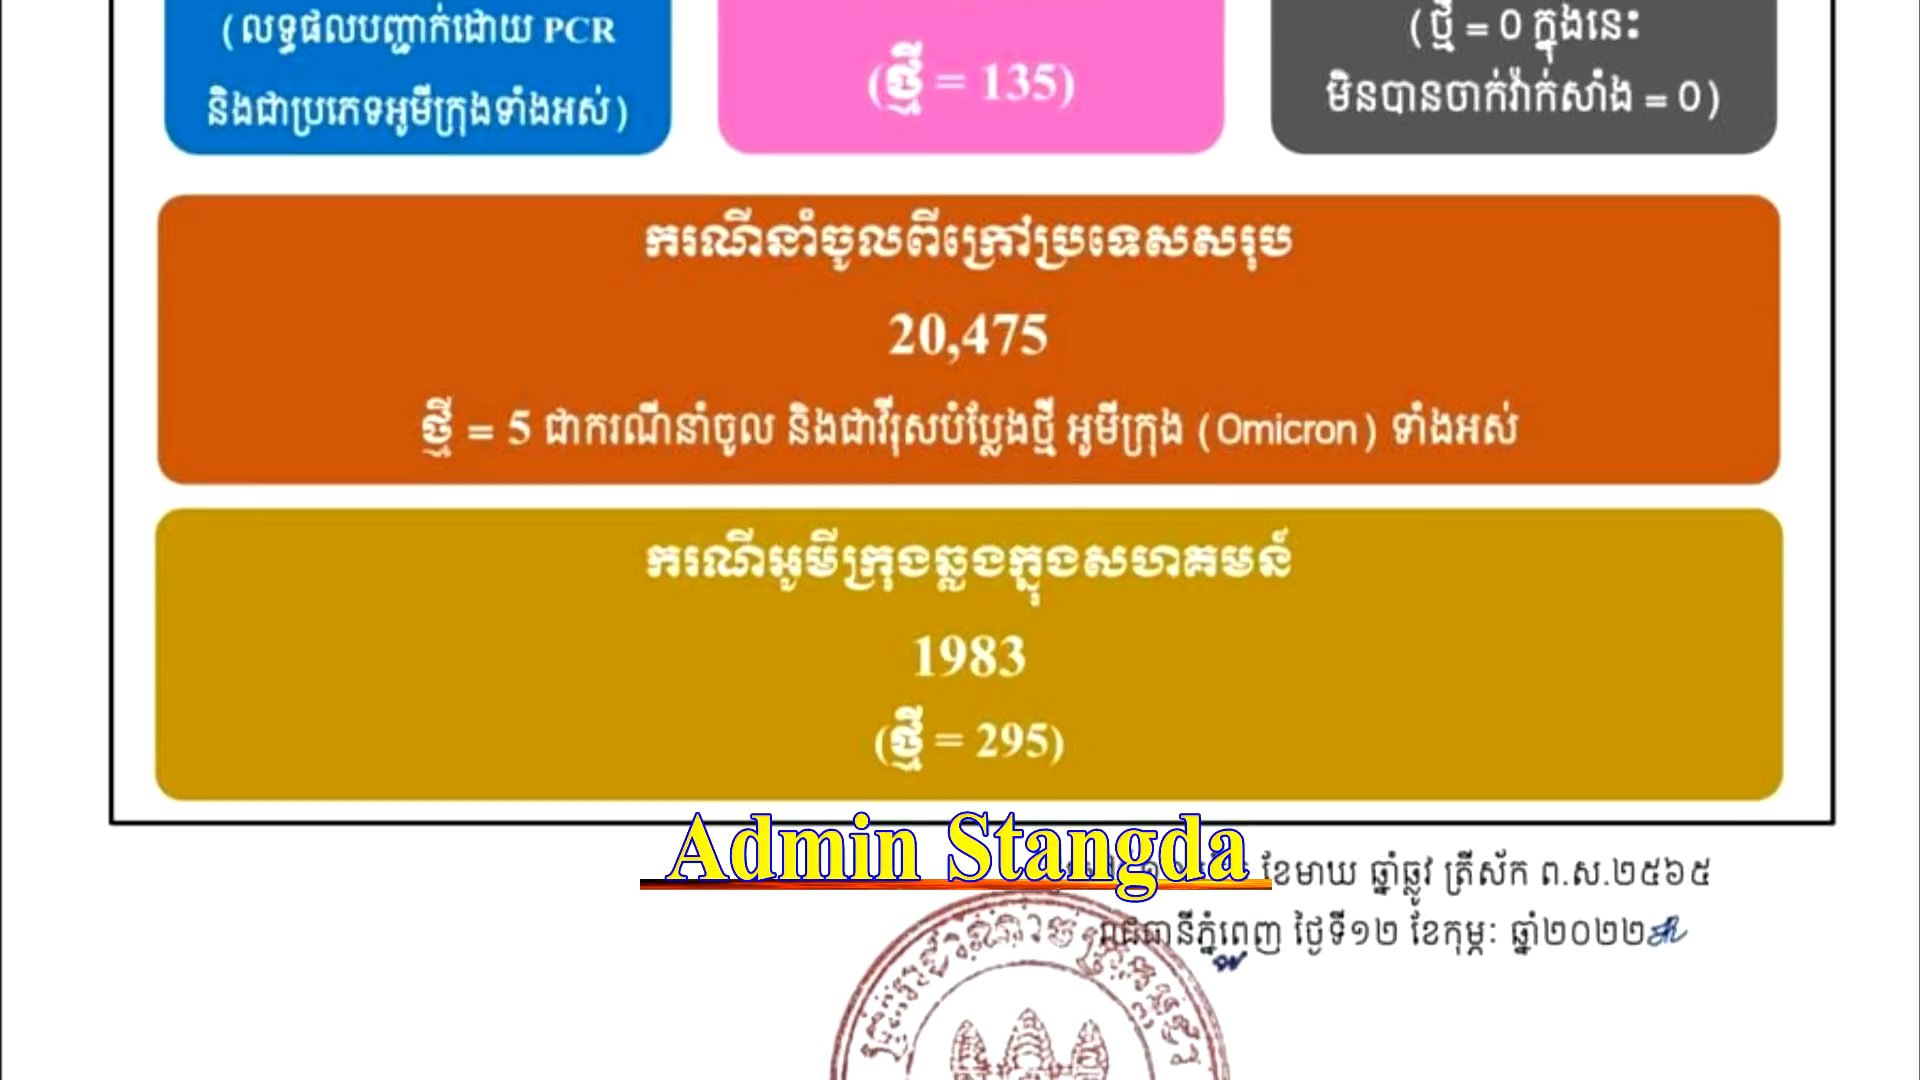 (លទ្ធផលបញ្ជាក់ដោយ PCR
និងជាប្រភេទអូមីក្រុងទាំងអស់)
(ថ្មី = 135)
(ថ្មី = 0 ក្នុងនេះ
មិនបានចាក់វ៉ាក់សាំង = 0)
ករណីនាំចូលពីក្រៅប្រទេសសរុប
20,475
ថ្មី = 5 ជាករណីនាំចូល និងជាវីរុសបំប្លែងថ្មី អូមីក្រុង (Omicron) ទាំងអស់
ករណីអូមីក្រុងឆ្លងក្នុងសហគមន៍
1983
(ថ្មី = 295)
Admin Stangda
ខែមាឃ ឆ្នាំឆ្លូវ ត្រីស័ក ព.ស.២៥៦៥
រាជធានីភ្នំពេញ ថ្ងៃទី១២ ខែកុម្ភៈ ឆ្នាំ២០២២